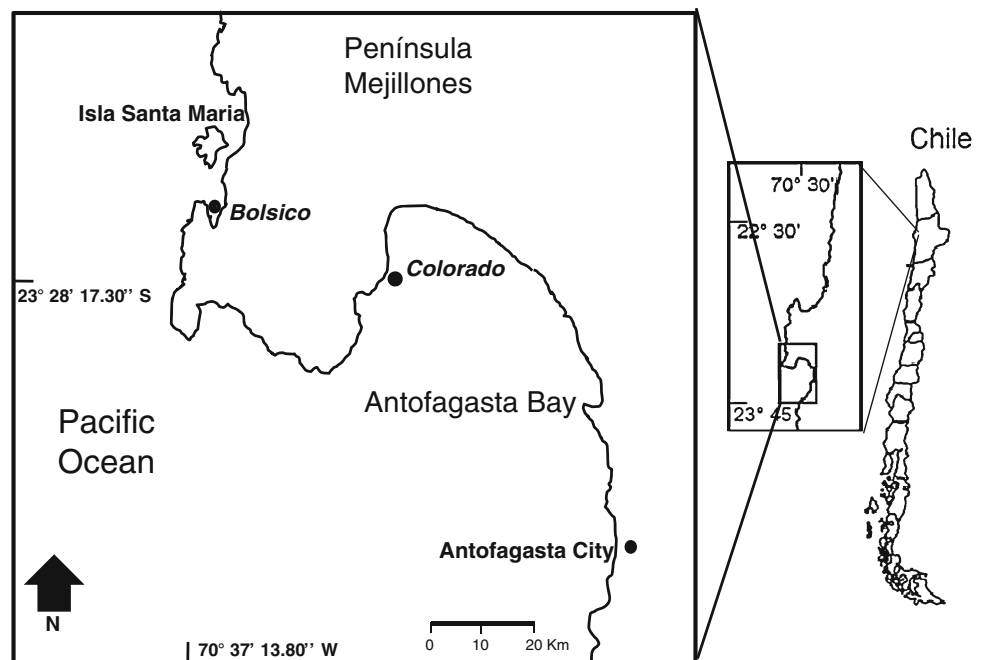 Península
Mejillones
Isla Santa Maria
Bolsico
Colorado
23° 28' 17.30'' S
Antofagasta Bay
Pacific
Ocean
Antofagasta City
N
0 10 20 Km
70° 37' 13.80'' W
Chile
70° 30''
22° 30'
23° 45'